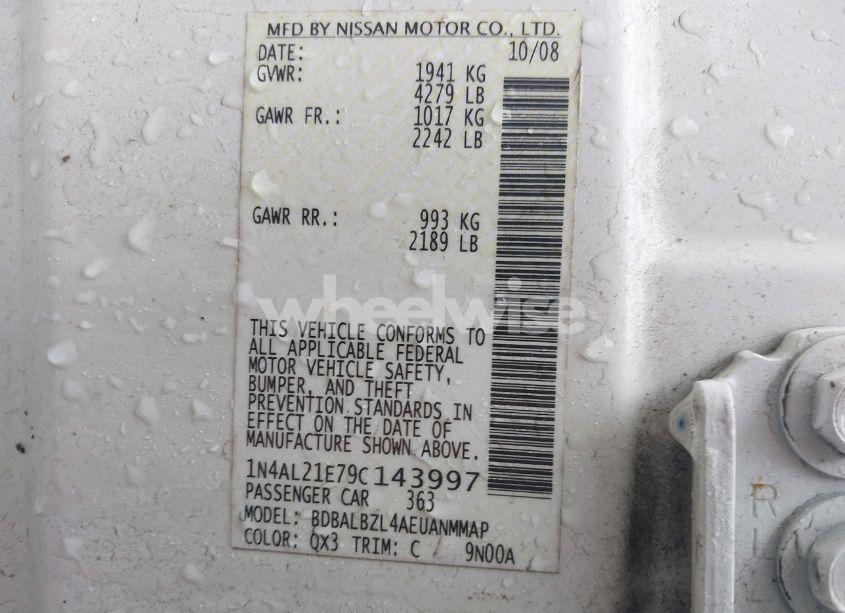 MFD BY NISSAN MOTOR CO., LTD.
DATE: 10/08
GVWR: 1941 KG
4279 LB
GAWR FR.: 1017 KG
2242 LB
GAWR RR.: 993 KG
2189 LB
wheelwise
THIS VEHICLE CONFORMS TO
ALL APPLICABLE FEDERAL
MOTOR VEHICLE SAFETY,
BUMPER, AND THEFT
PREVENTION STANDARDS IN
EFFECT ON THE DATE OF
MANUFACTURE SHOWN ABOVE.
1N4AL21E79C143997
PASSENGER CAR 363
MODEL: BDBALBZL4AEUANMMAP
COLOR: QX3 TRIM: C 9N00A
R
L